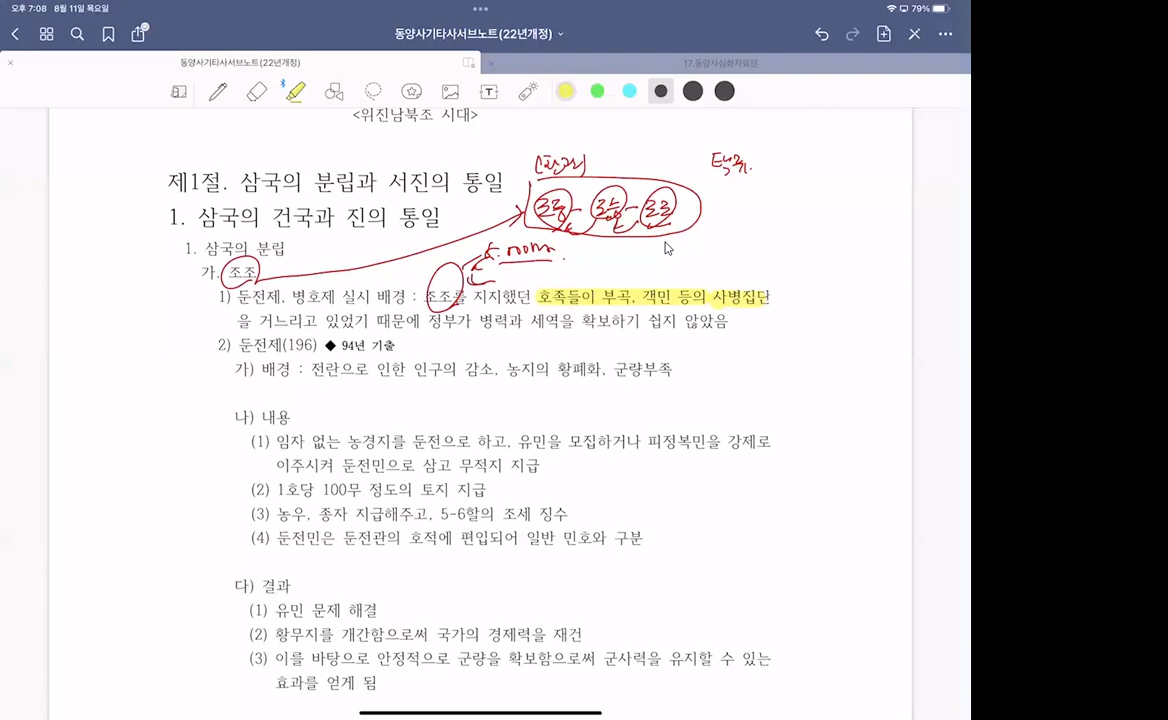 오후 7:08 8월 11일 목요일
79%
동양사기타사서브노트(22년개정)
동양사기타사서브노트(22년개정)
17.동양사심화자료원
<위진남북조 시대>
제1절. 삼국의 분립과 서진의 통일
1. 삼국의 건국과 진의 통일
1. 삼국의 분립
가. 조조
1) 둔전제, 병호제 실시 배경 : 조조를 지지했던 호족들이 부곡, 객민 등의 사병집단
을 거느리고 있었기 때문에 정부가 병력과 세역을 확보하기 쉽지 않았음
2) 둔전제(196) ◆ 94년 기출
가) 배경 : 전란으로 인한 인구의 감소, 농지의 황폐화, 군량부족
나) 내용
(1) 임자 없는 농경지를 둔전으로 하고, 유민을 모집하거나 피정복민을 강제로
이주시켜 둔전민으로 삼고 무적지 지급
(2) 1호당 100무 정도의 토지 지급
(3) 농우, 종자 지급해주고, 5-6할의 조세 징수
(4) 둔전민은 둔전관의 호적에 편입되어 일반 민호와 구분
다) 결과
(1) 유민 문제 해결
(2) 황무지를 개간함으로써 국가의 경제력을 재건
(3) 이를 바탕으로 안정적으로 군량을 확보함으로써 군사력을 유지할 수 있는
효과를 얻게 됨